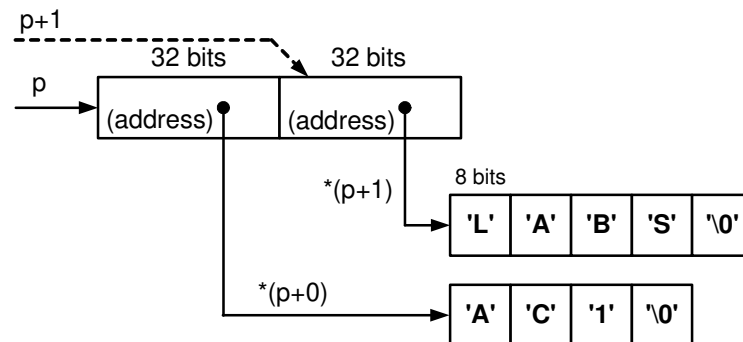 p+1
32 bits 32 bits
p
(address) (address)
*(p+1)
8 bits
'L' 'A' 'B' 'S' '\0'
*(p+0)
'A' 'C' '1' '\0'